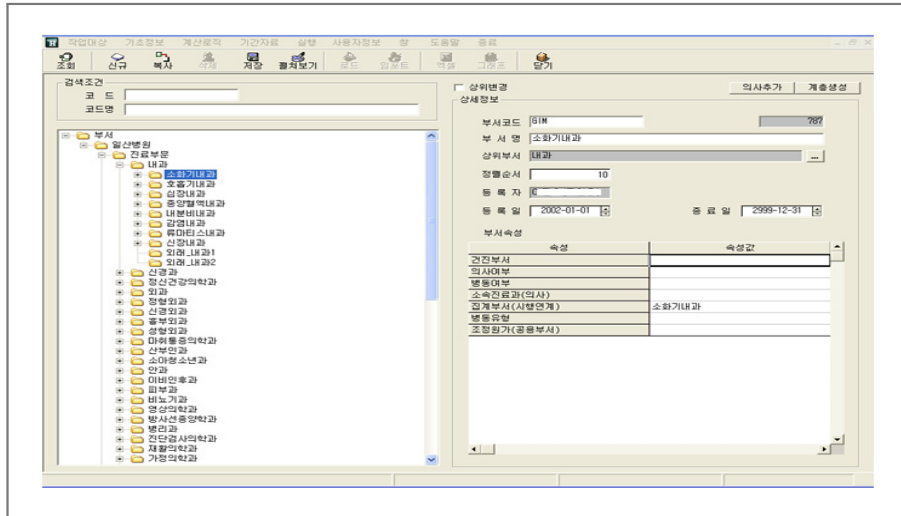 작업대상 기초정보 계산로직 기간자료 실행 사용자정보 창 도움말 종료
조회 신규 복사 삭제 저장 펼쳐보기 로드 임포트 엑셀 그래프 닫기
검색조건
코 드
코드명
부서
일산병원
진료부문
내과
소화기내과
호흡기내과
심장내과
종양혈액내과
내분비내과
감염내과
류마티스내과
신장내과
외래_내과1
외래_내과2
신경과
정신건강의학과
외과
정형외과
신경외과
흉부외과
성형외과
마취통증의학과
산부인과
소아청소년과
안과
이비인후과
피부과
비뇨기과
영상의학과
방사선종양학과
병리과
진단검사의학과
재활의학과
가정의학과
상위변경
의사추가 계층생성
상세정보
부서코드 GIM 787
부 서 명 소화기내과
상위부서 내과 ...
정렬순서 10
등 록 자
등 록 일 2002-01-01 종 료 일 2999-12-31
부서속성
속성 속성값
건진부서
의사여부
병동여부
소속진료과(의사)
집계부서(시행연계) 소화기내과
병동유형
조정원가(공용부서)